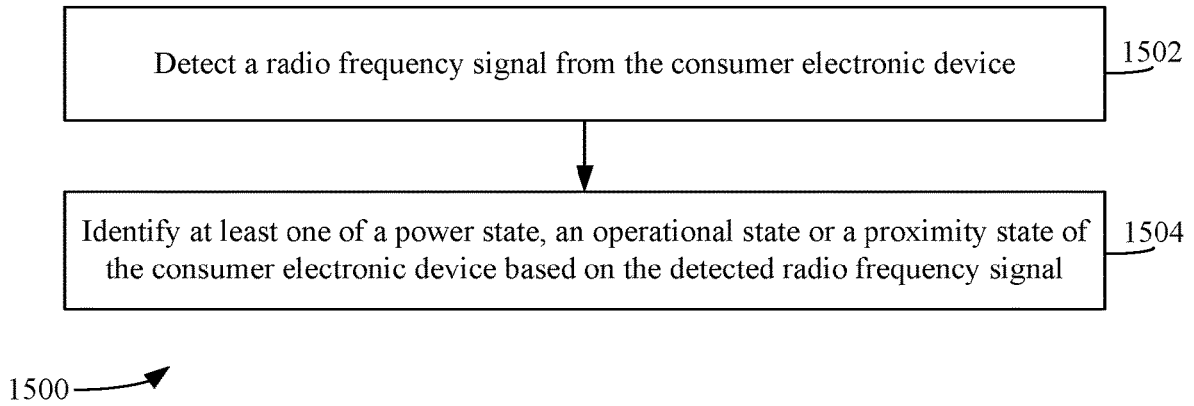 Detect a radio frequency signal from the consumer electronic device
1502
Identify at least one of a power state, an operational state or a proximity state of
the consumer electronic device based on the detected radio frequency signal
1504
1500